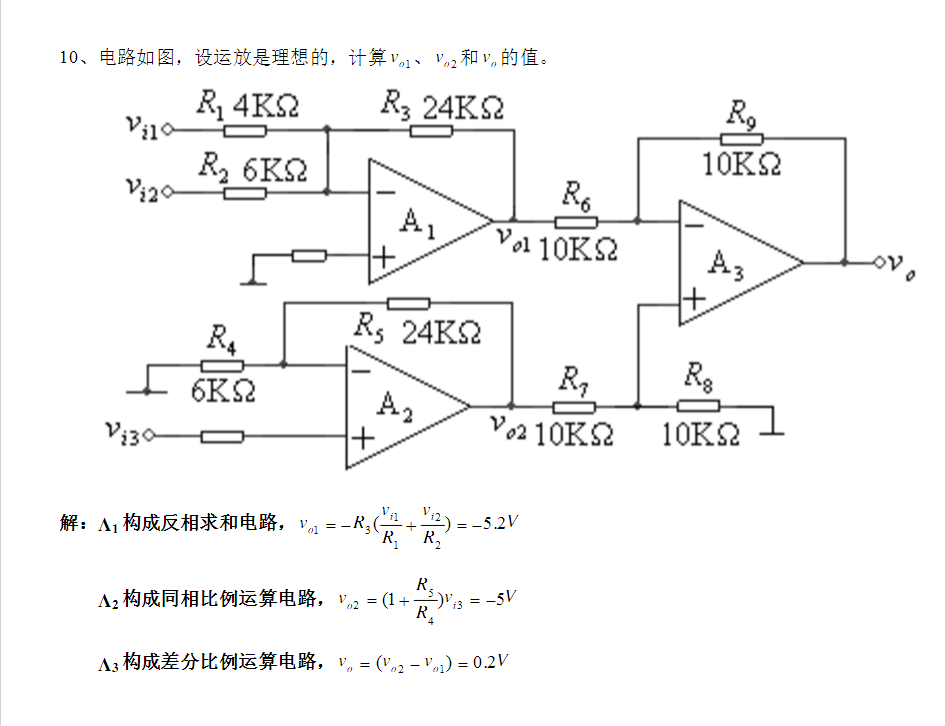 10、电路如图，设运放是理想的，计算 v_o1、 v_o2 和 v_o 的值。
R1 4KΩ R3 24KΩ R9
v_i1
R2 6KΩ 10KΩ
v_i2 R6
− −
A1 v_o1 10KΩ A3 v_o
+ +
R5 24KΩ
R4 R7 R8
6KΩ −
A2
v_i3 + v_o2 10KΩ 10KΩ
解：A1 构成反相求和电路， v_o1 = −R3(v_i1/R1 + v_i2/R2) = −5.2V
A2 构成同相比例运算电路， v_o2 = (1 + R5/R4)v_i3 = −5V
A3 构成差分比例运算电路， v_o = (v_o2 − v_o1) = 0.2V